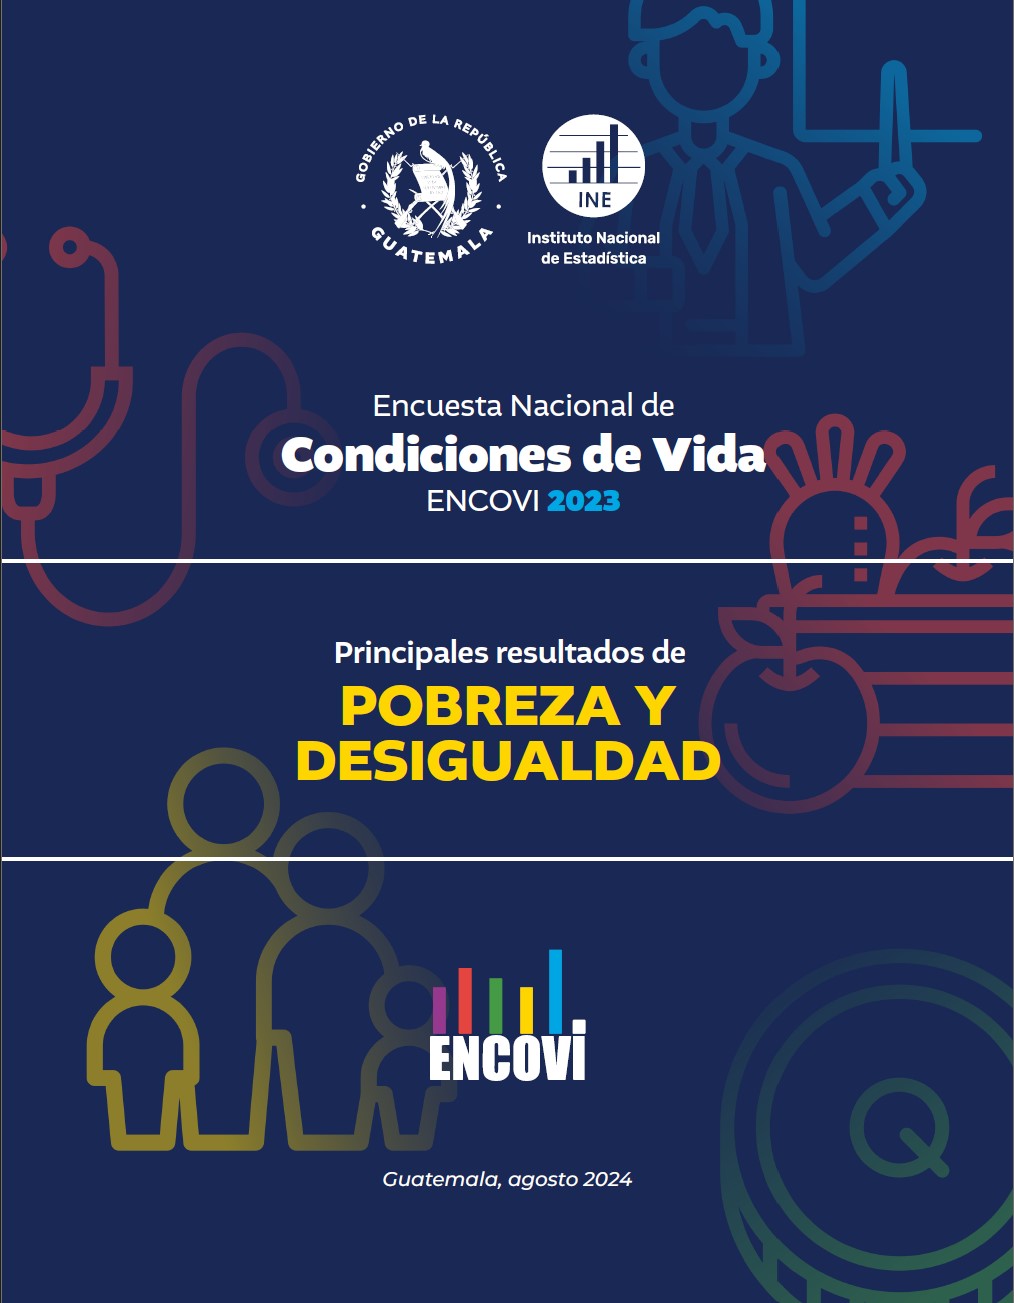 GOBIERNO DE LA REPÚBLICA
GUATEMALA
INE
Instituto Nacional
de Estadística
Encuesta Nacional de
Condiciones de Vida
ENCOVI 2023
Principales resultados de
POBREZA Y
DESIGUALDAD
ENCOVI
Guatemala, agosto 2024
Q